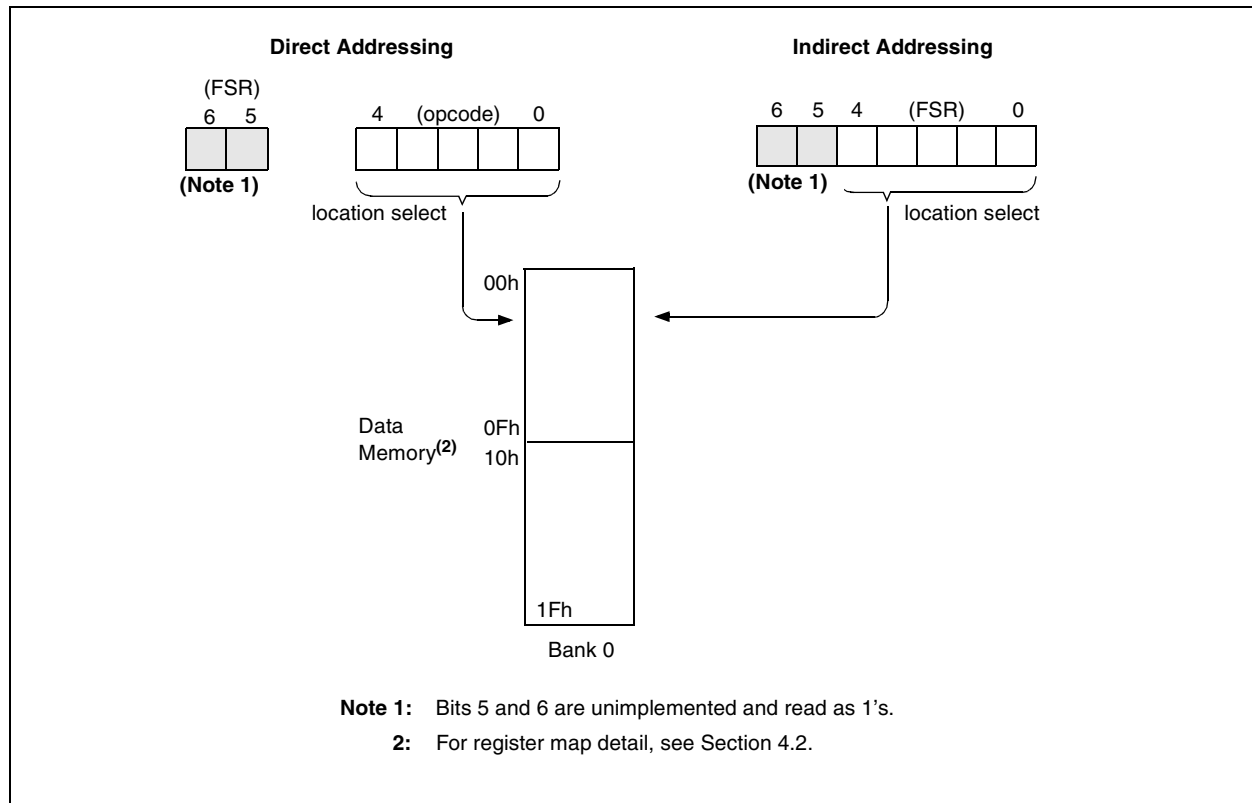 Direct Addressing
(FSR)
6 5
4 (opcode) 0
(Note 1)
location select
Indirect Addressing
6 5 4 (FSR) 0
(Note 1)
location select
00h
Data
Memory(2)
0Fh
10h
1Fh
Bank 0
Note 1: Bits 5 and 6 are unimplemented and read as 1's.
2: For register map detail, see Section 4.2.